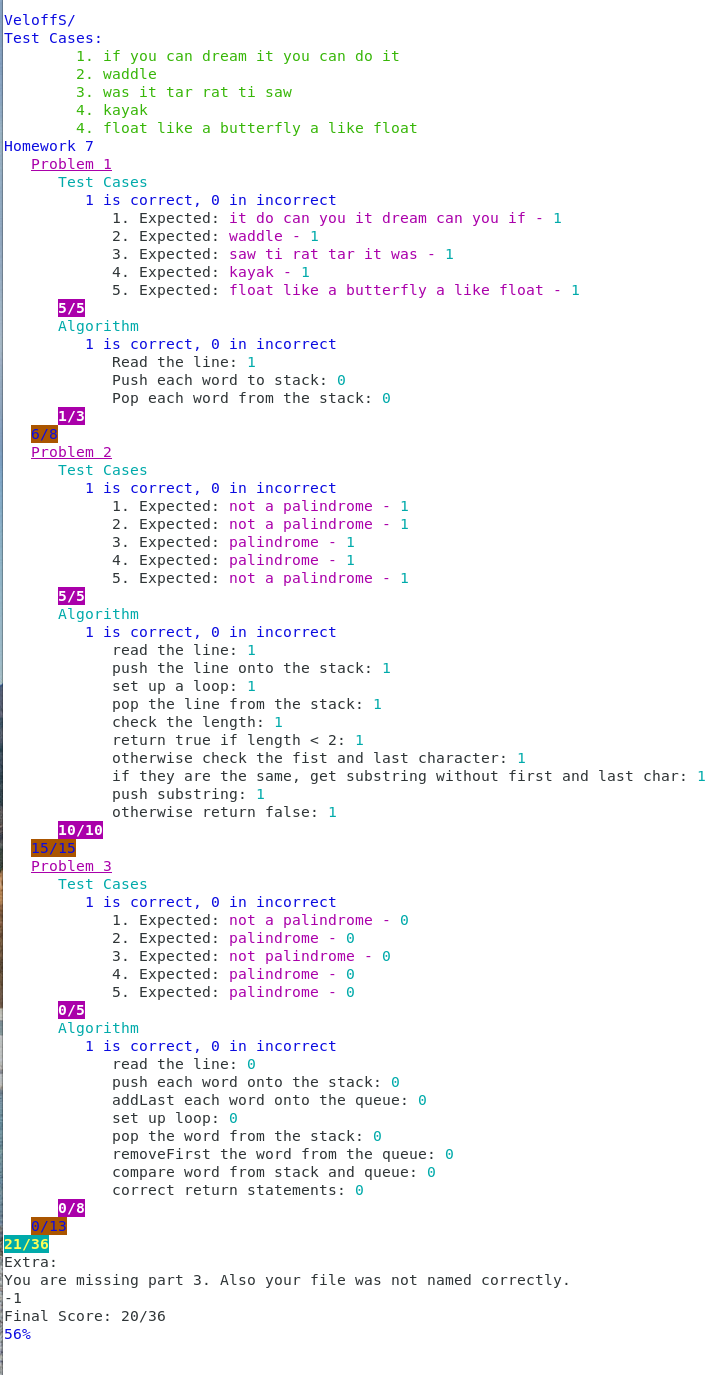 VeloffS/
Test Cases:
1. if you can dream it you can do it
2. waddle
3. was it tar rat ti saw
4. kayak
4. float like a butterfly a like float
Homework 7
Problem 1
Test Cases
1 is correct, 0 in incorrect
1. Expected: it do can you it dream can you if - 1
2. Expected: waddle - 1
3. Expected: saw ti rat tar it was - 1
4. Expected: kayak - 1
5. Expected: float like a butterfly a like float - 1
5/5
Algorithm
1 is correct, 0 in incorrect
Read the line: 1
Push each word to stack: 0
Pop each word from the stack: 0
1/3
6/8
Problem 2
Test Cases
1 is correct, 0 in incorrect
1. Expected: not a palindrome - 1
2. Expected: not a palindrome - 1
3. Expected: palindrome - 1
4. Expected: palindrome - 1
5. Expected: not a palindrome - 1
5/5
Algorithm
1 is correct, 0 in incorrect
read the line: 1
push the line onto the stack: 1
set up a loop: 1
pop the line from the stack: 1
check the length: 1
return true if length < 2: 1
otherwise check the fist and last character: 1
if they are the same, get substring without first and last char: 1
push substring: 1
otherwise return false: 1
10/10
15/15
Problem 3
Test Cases
1 is correct, 0 in incorrect
1. Expected: not a palindrome - 0
2. Expected: palindrome - 0
3. Expected: not palindrome - 0
4. Expected: palindrome - 0
5. Expected: palindrome - 0
0/5
Algorithm
1 is correct, 0 in incorrect
read the line: 0
push each word onto the stack: 0
addLast each word onto the queue: 0
set up loop: 0
pop the word from the stack: 0
removeFirst the word from the queue: 0
compare word from stack and queue: 0
correct return statements: 0
0/8
0/13
21/36
Extra:
You are missing part 3. Also your file was not named correctly.
-1
Final Score: 20/36
56%